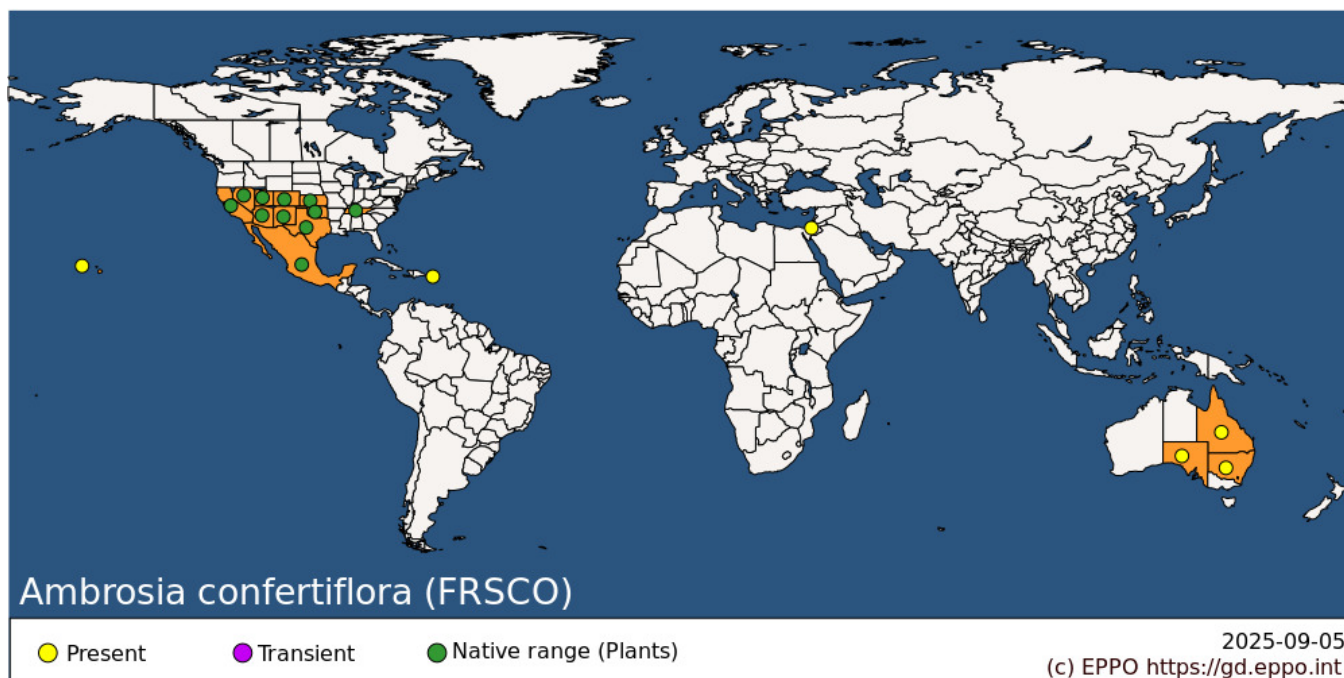 Ambrosia confertiflora (FRSCO)
Present
Transient
Native range (Plants)
2025-09-05
(c) EPPO https://gd.eppo.int